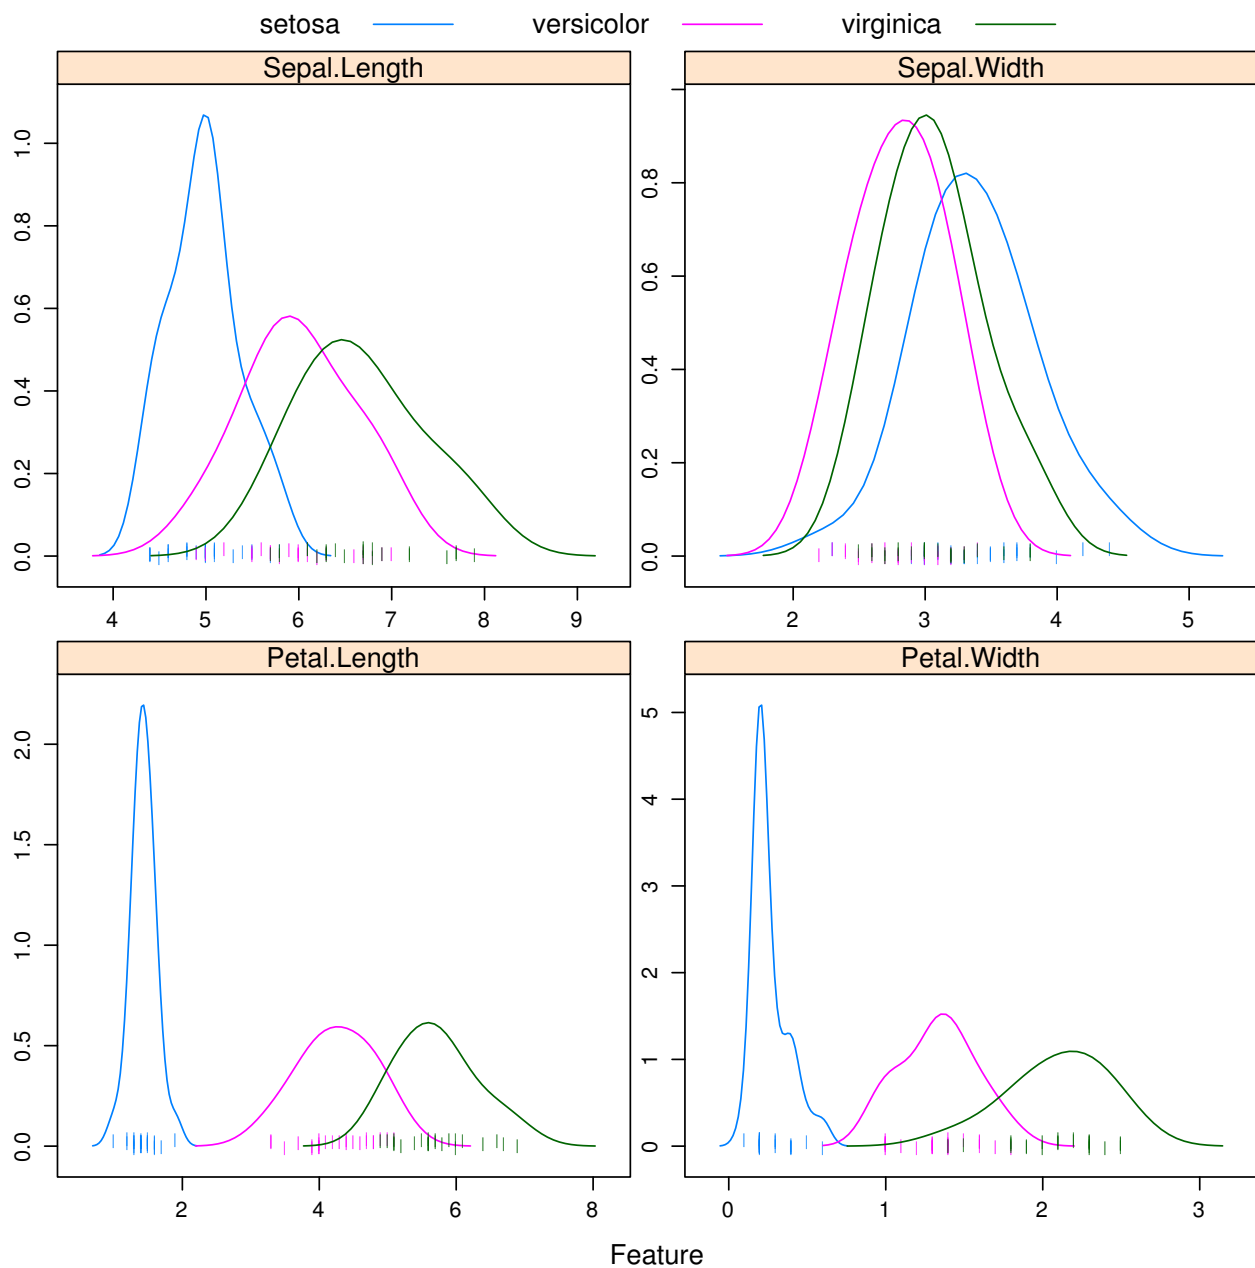 setosa versicolor virginica
Sepal.Length Sepal.Width
0.0 0.2 0.4 0.6 0.8 1.0
4 5 6 7 8 9
0.0 0.2 0.4 0.6 0.8
2 3 4 5
Petal.Length Petal.Width
0.0 0.5 1.0 1.5 2.0
2 4 6 8
0 1 2 3 4 5
0 1 2 3
Feature